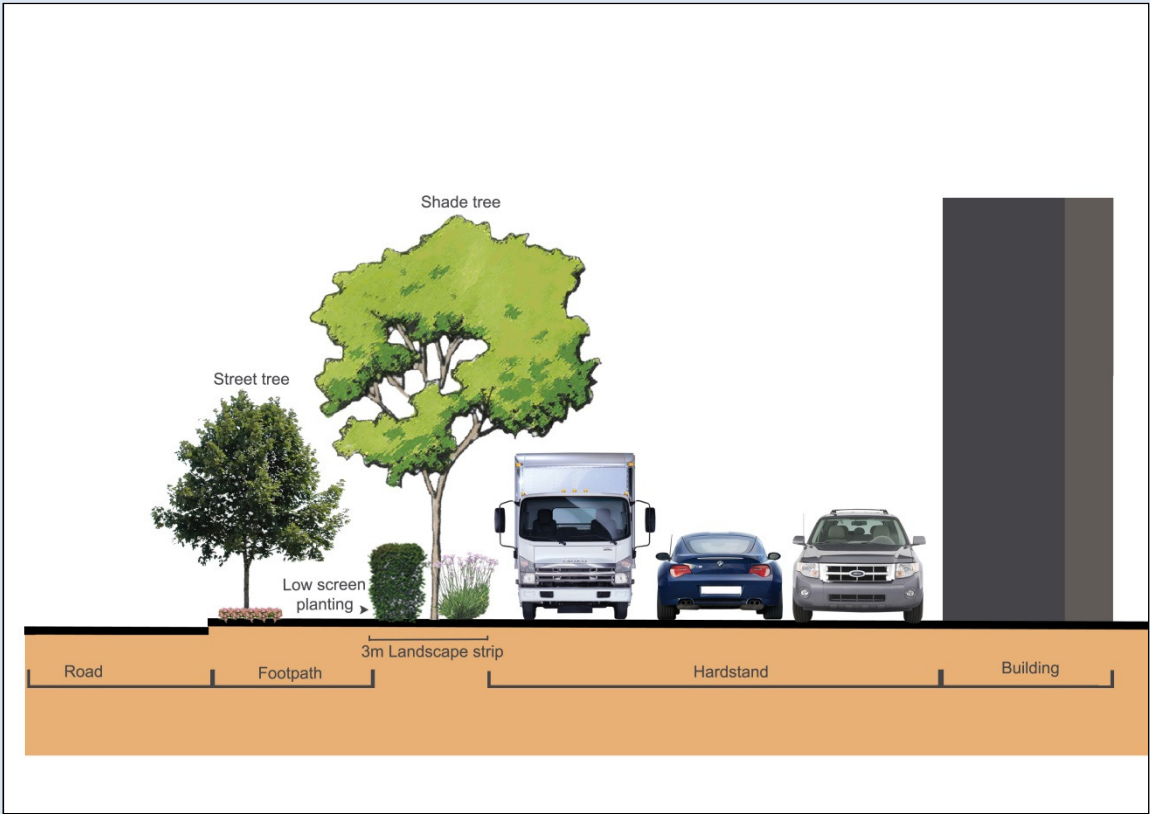 Shade tree
Street tree
Low screen
planting
3m Landscape strip
Road
Footpath
Hardstand
Building